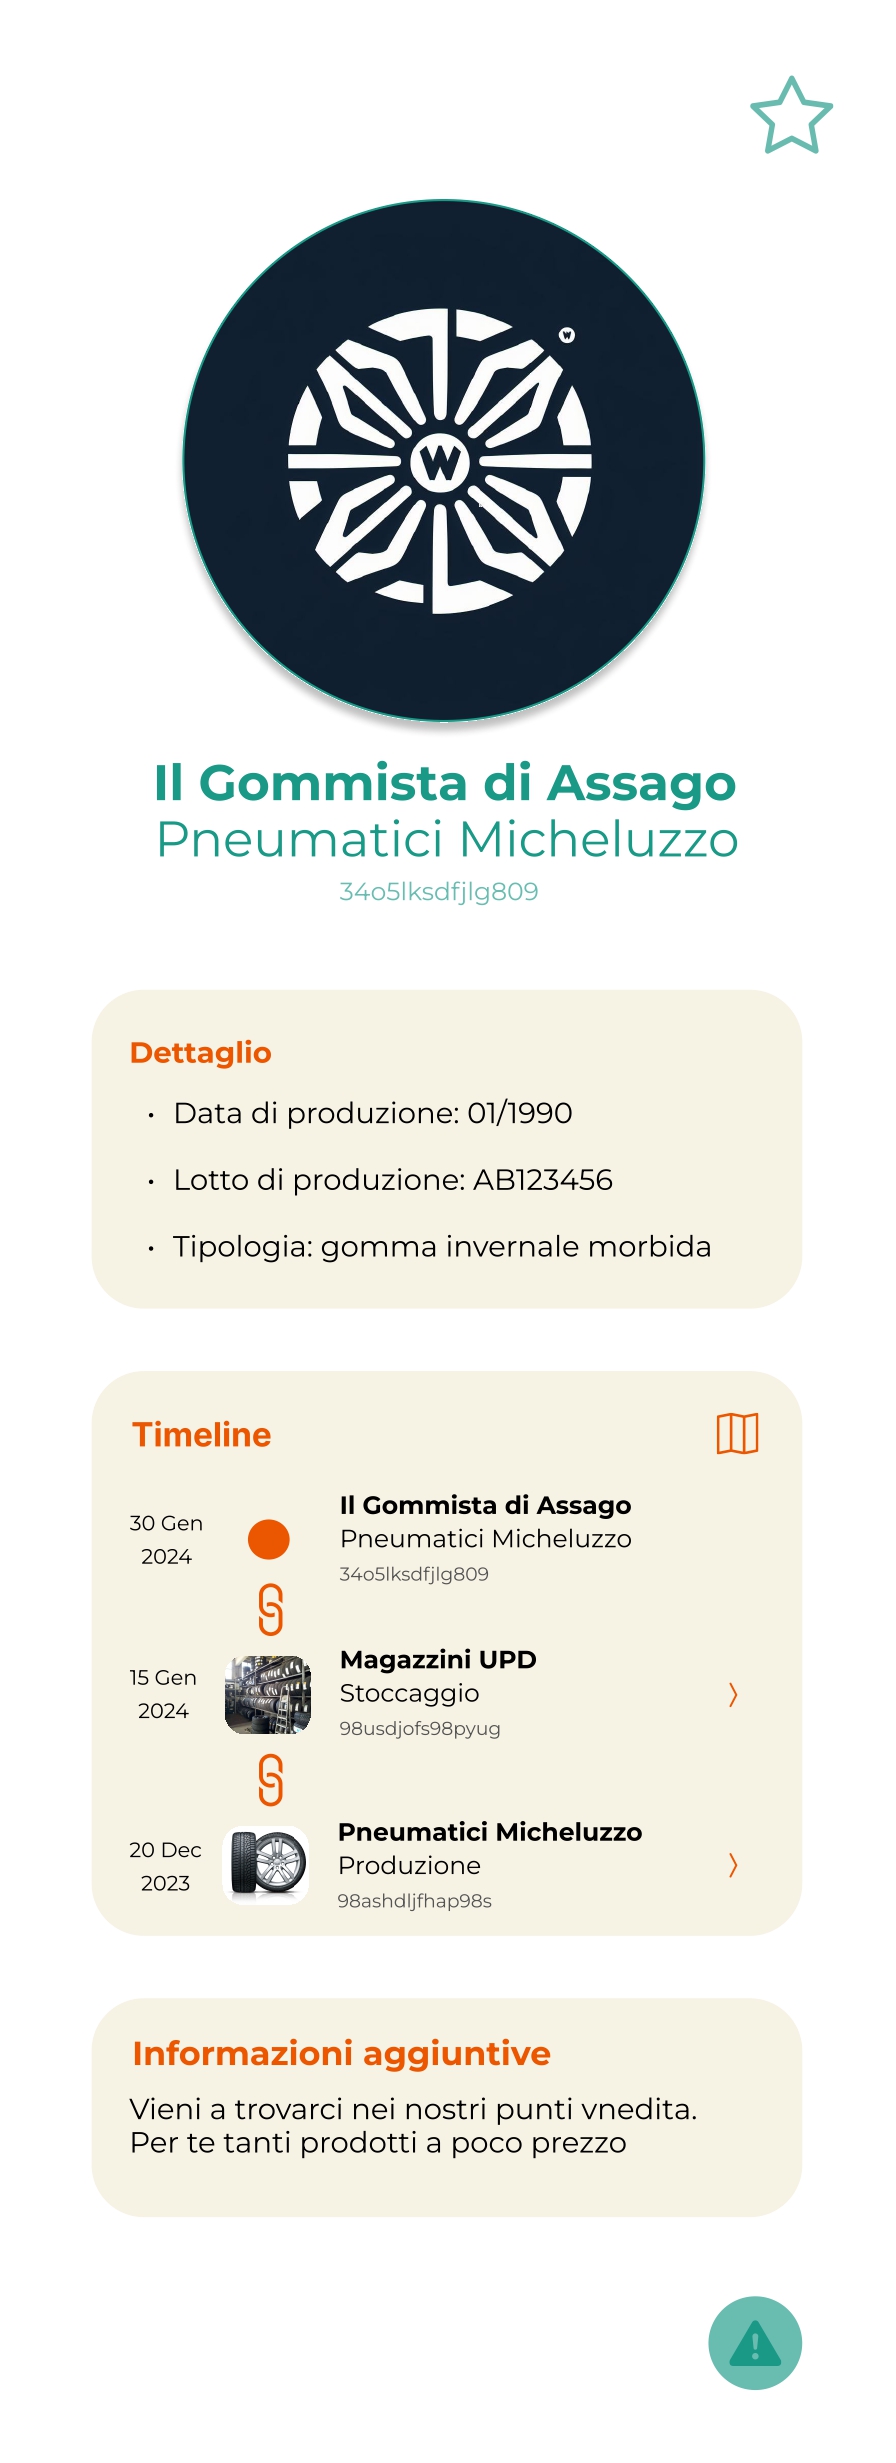 W
W
Il Gommista di Assago
Pneumatici Micheluzzo
34o5lksdfjlg809
Dettaglio
• Data di produzione: 01/1990
• Lotto di produzione: AB123456
• Tipologia: gomma invernale morbida
Timeline
30 Gen
2024
Il Gommista di Assago
Pneumatici Micheluzzo
34o5lksdfjlg809
15 Gen
2024
Magazzini UPD
Stoccaggio
98usdjofs98pyug
20 Dec
2023
Pneumatici Micheluzzo
Produzione
98ashdljfhap98s
Informazioni aggiuntive
Vieni a trovarci nei nostri punti vnedita.
Per te tanti prodotti a poco prezzo